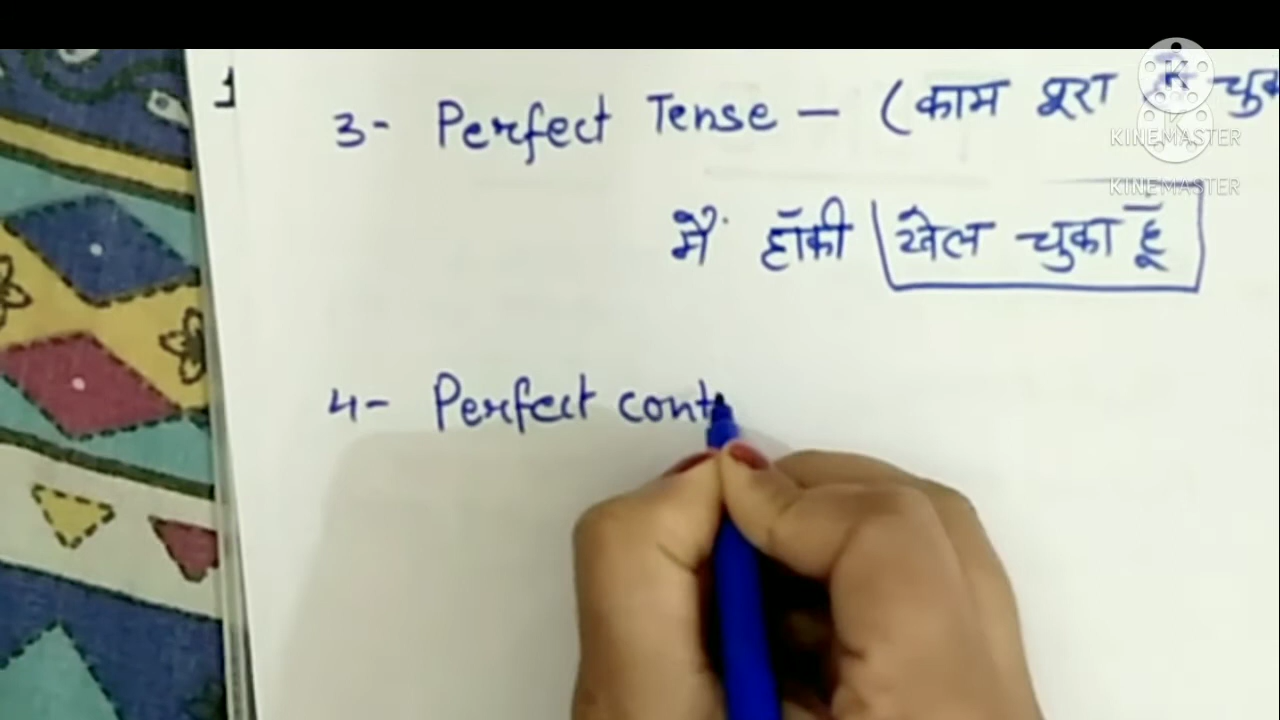 3- Perfect Tense – (काम पूरा हो चुक
KINEMASTER
KINEMASTER
मैं हॉकी खेल चुका हूँ
4- Perfect cont